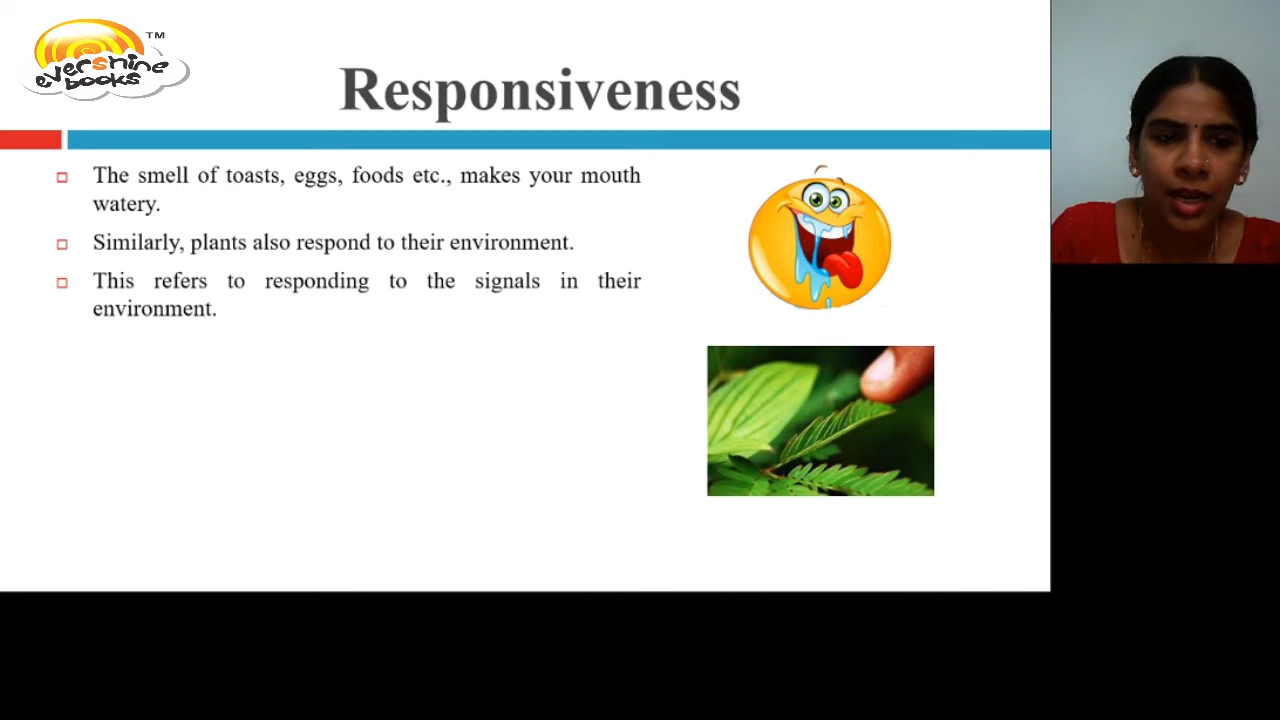 evershine
books
TM
Responsiveness
The smell of toasts, eggs, foods etc., makes your mouth
watery.
Similarly, plants also respond to their environment.
This refers to responding to the signals in their
environment.